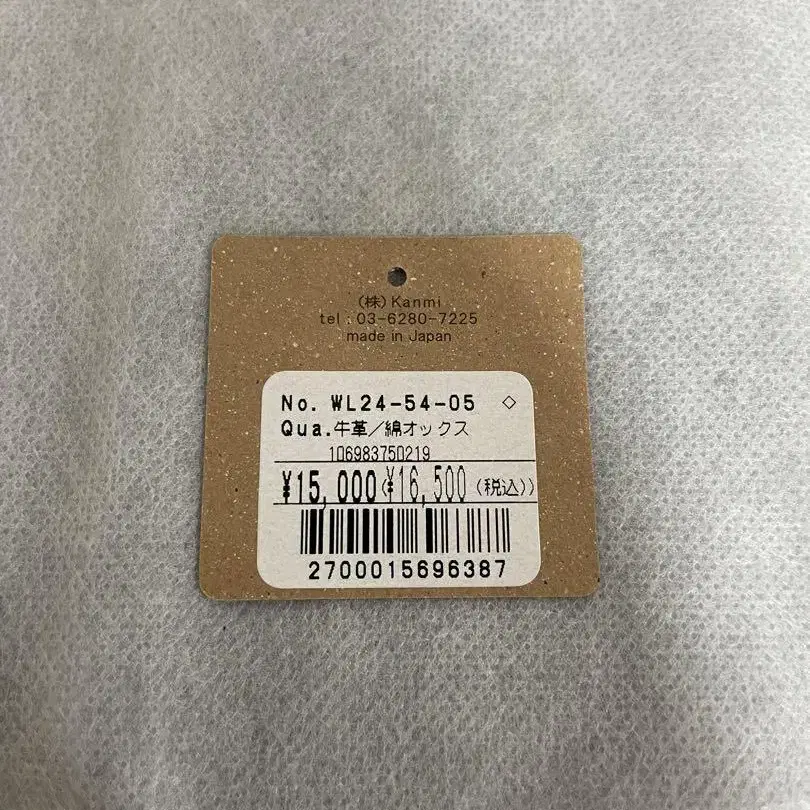 (株)Kanmi
tel : 03-6280-7225
made in Japan
No. WL24-54-05 ◇
Qua.牛革/綿オックス
106983750219
¥15,000(¥16,500(税込))
2700015696387